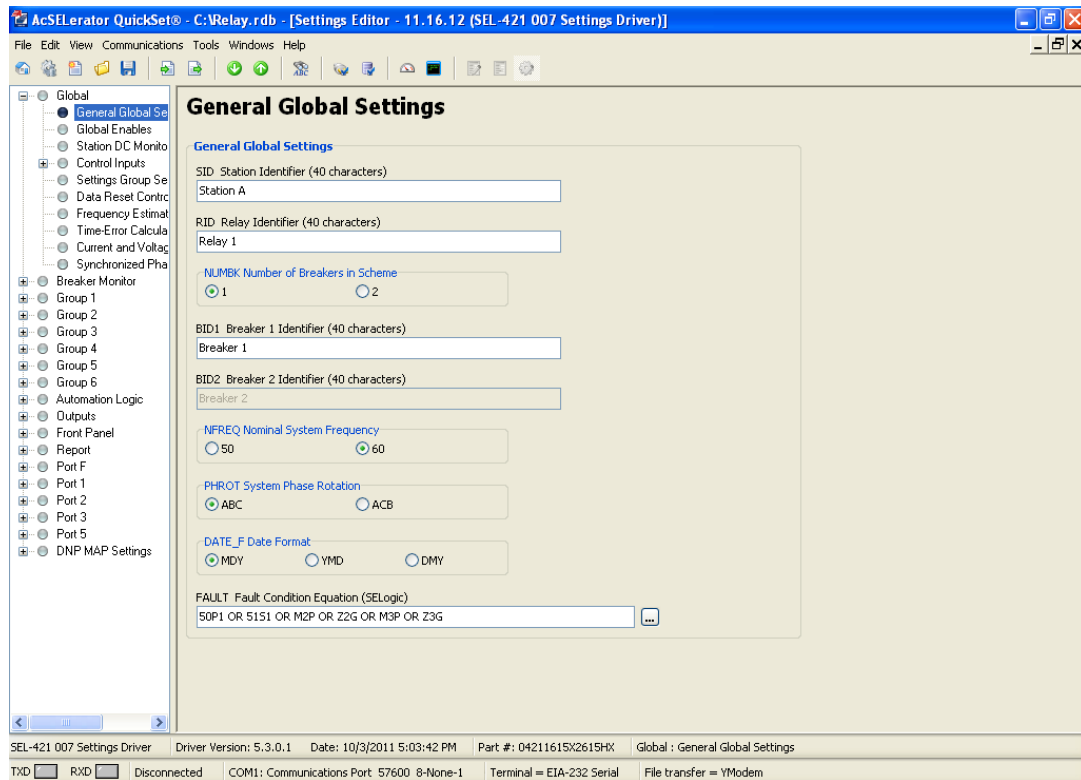 AcSELerator QuickSet® - C:\Relay.rdb - [Settings Editor - 11.16.12 (SEL-421 007 Settings Driver)]
File Edit View Communications Tools Windows Help
Global
General Global Se
Global Enables
Station DC Monito
Control Inputs
Settings Group Se
Data Reset Contrc
Frequency Estimat
Time-Error Calcula
Current and Voltag
Synchronized Pha
Breaker Monitor
Group 1
Group 2
Group 3
Group 4
Group 5
Group 6
Automation Logic
Outputs
Front Panel
Report
Port F
Port 1
Port 2
Port 3
Port 5
DNP MAP Settings
General Global Settings
General Global Settings
SID Station Identifier (40 characters)
Station A
RID Relay Identifier (40 characters)
Relay 1
NUMBK Number of Breakers in Scheme
1 2
BID1 Breaker 1 Identifier (40 characters)
Breaker 1
BID2 Breaker 2 Identifier (40 characters)
Breaker 2
NFREQ Nominal System Frequency
50 60
PHROT System Phase Rotation
ABC ACB
DATE_F Date Format
MDY YMD DMY
FAULT Fault Condition Equation (SELogic)
50P1 OR 51S1 OR M2P OR Z2G OR M3P OR Z3G
...
SEL-421 007 Settings Driver Driver Version: 5.3.0.1 Date: 10/3/2011 5:03:42 PM Part #: 04211615X2615HX Global : General Global Settings
TXD RXD Disconnected COM1: Communications Port 57600 8-None-1 Terminal = EIA-232 Serial File transfer = YModem